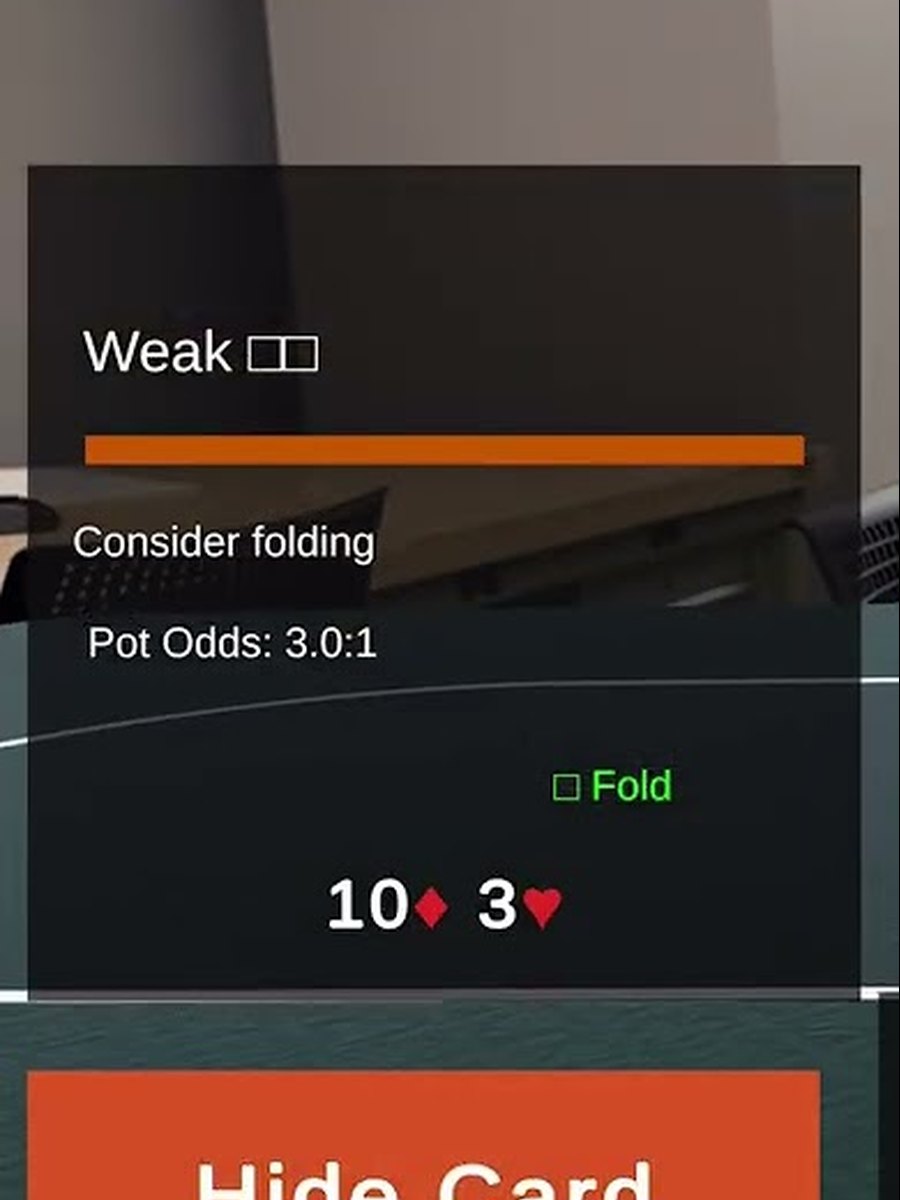 Weak □□
Consider folding
Pot Odds: 3.0:1
□ Fold
10♦ 3♥
Hide Card